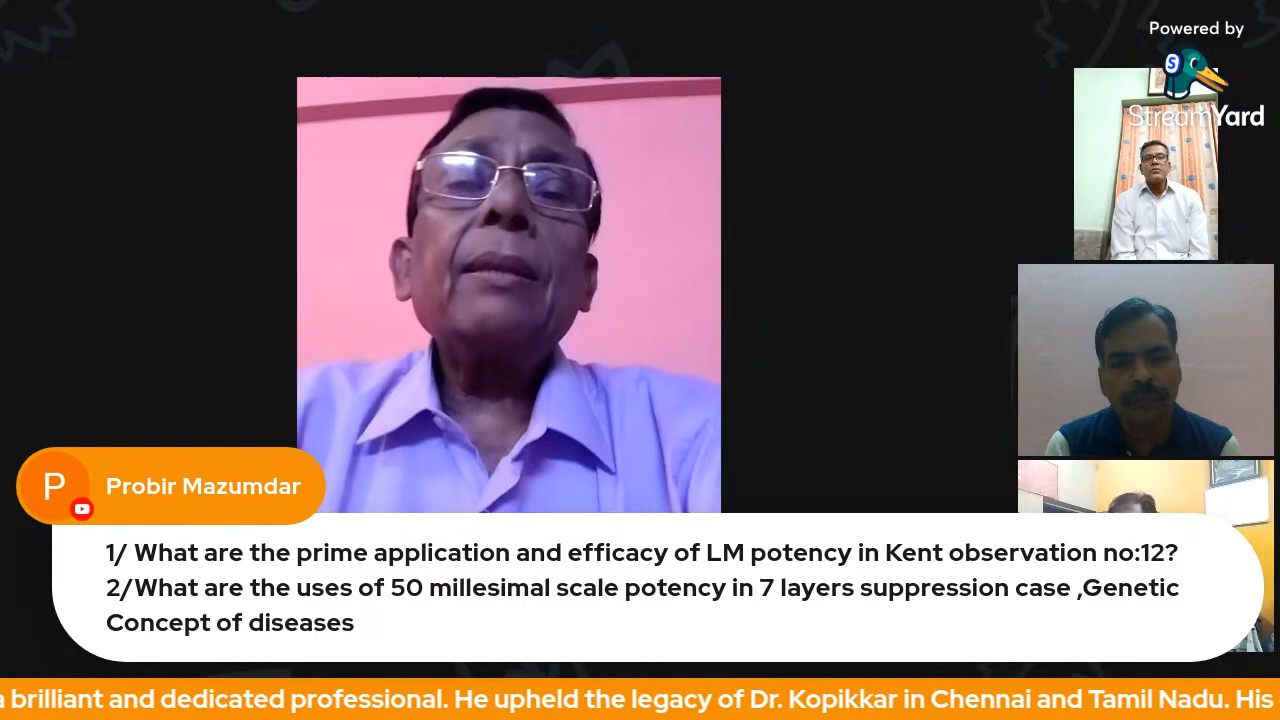 Powered by
StreamYard
P
Probir Mazumdar
1/ What are the prime application and efficacy of LM potency in Kent observation no:12?
2/What are the uses of 50 millesimal scale potency in 7 layers suppression case ,Genetic
Concept of diseases
a brilliant and dedicated professional. He upheld the legacy of Dr. Kopikkar in Chennai and Tamil Nadu. His